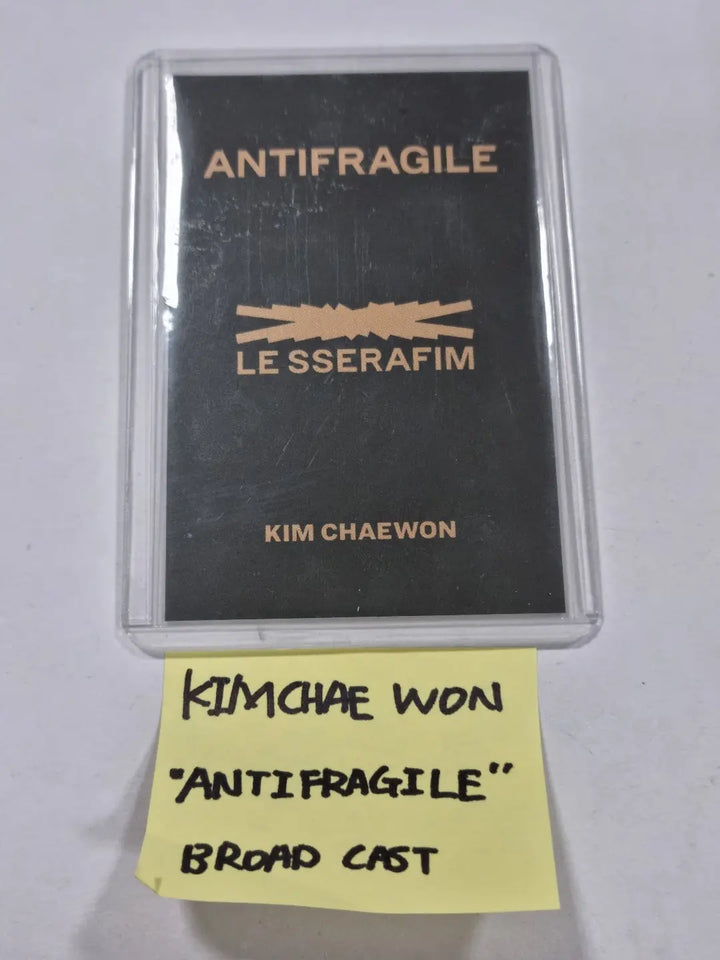 ANTIFRAGILE
LE SSERAFIM
KIM CHAEWON
KIMCHAE WON
"ANTIFRAGILE"
BROAD CAST